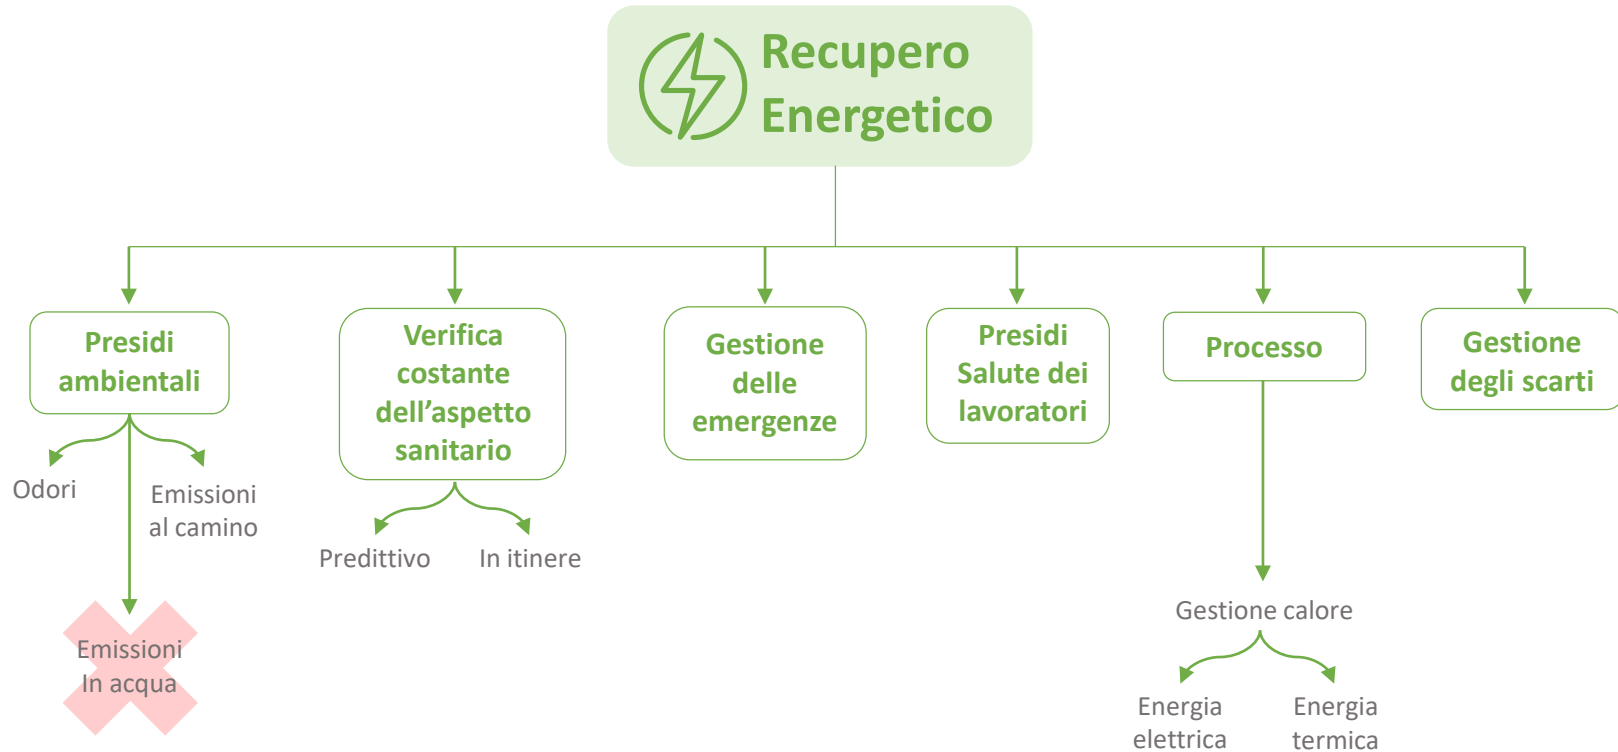 Recupero
Energetico
Presidi
ambientali
Verifica
costante
dell’aspetto
sanitario
Gestione
delle
emergenze
Presidi
Salute dei
lavoratori
Processo
Gestione
degli scarti
Odori
Emissioni
al camino
Emissioni
In acqua
Predittivo
In itinere
Gestione calore
Energia
elettrica
Energia
termica